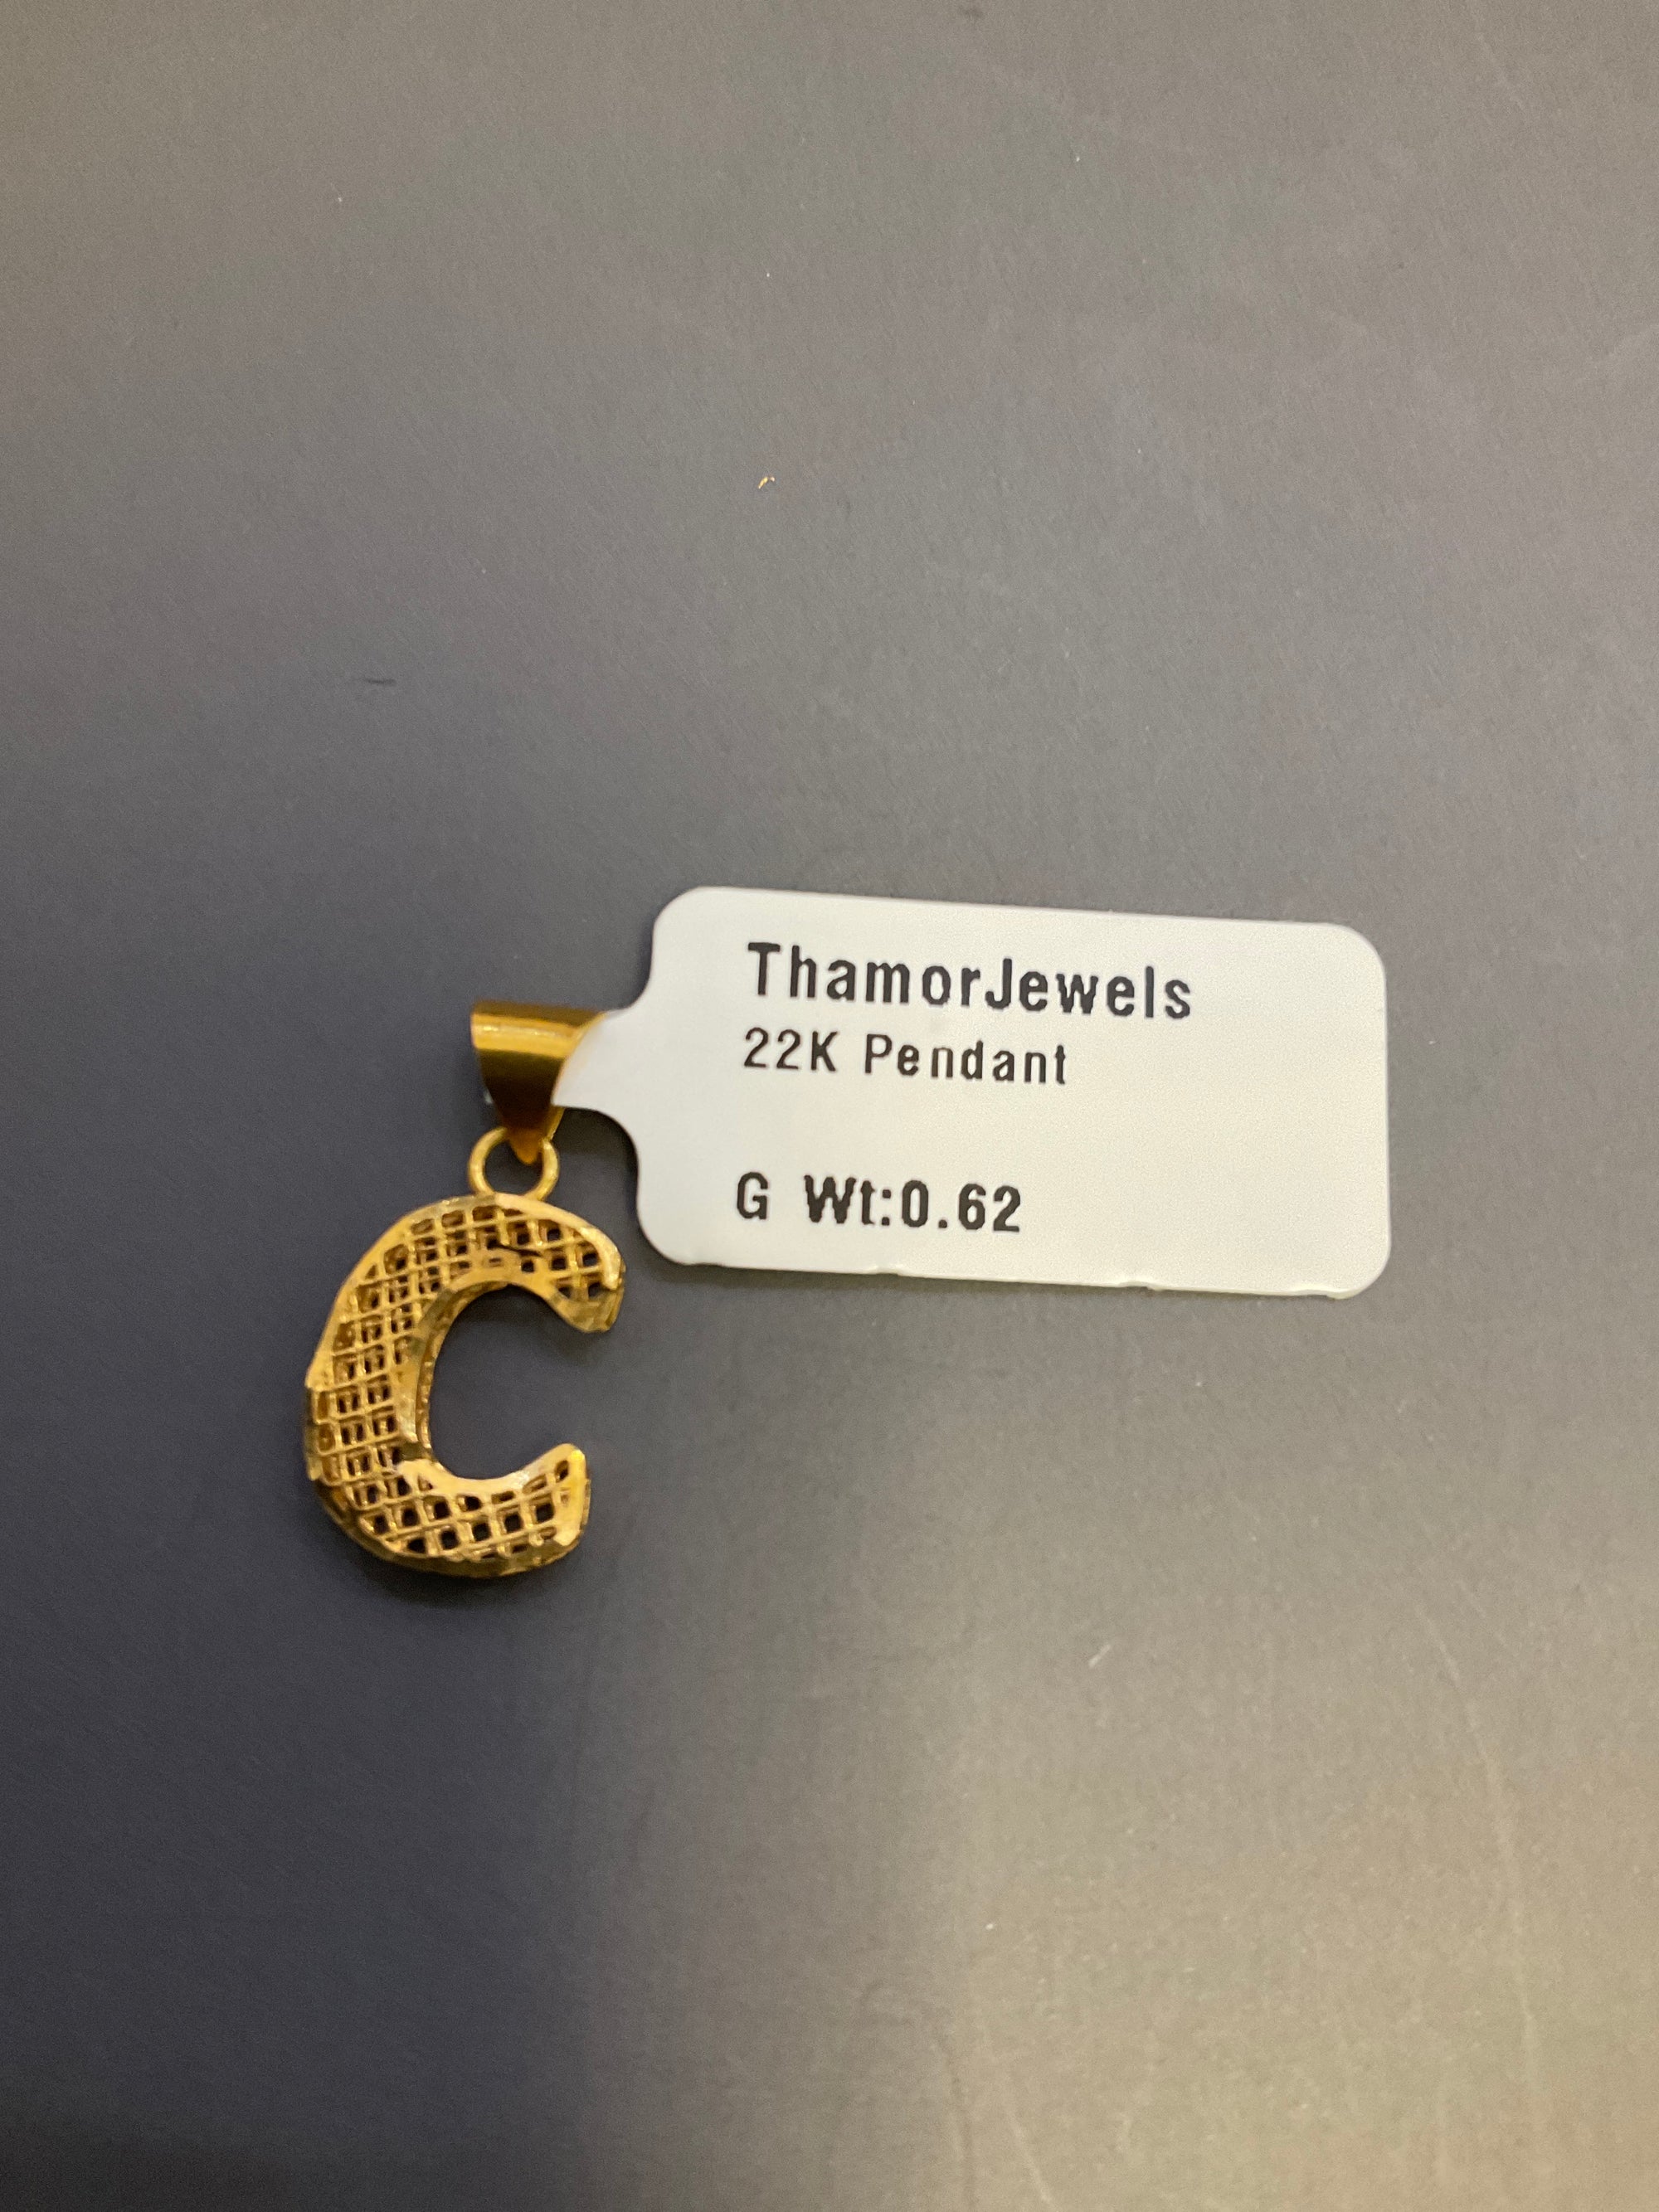 ThamorJewels
22K Pendant
G Wt:0.62